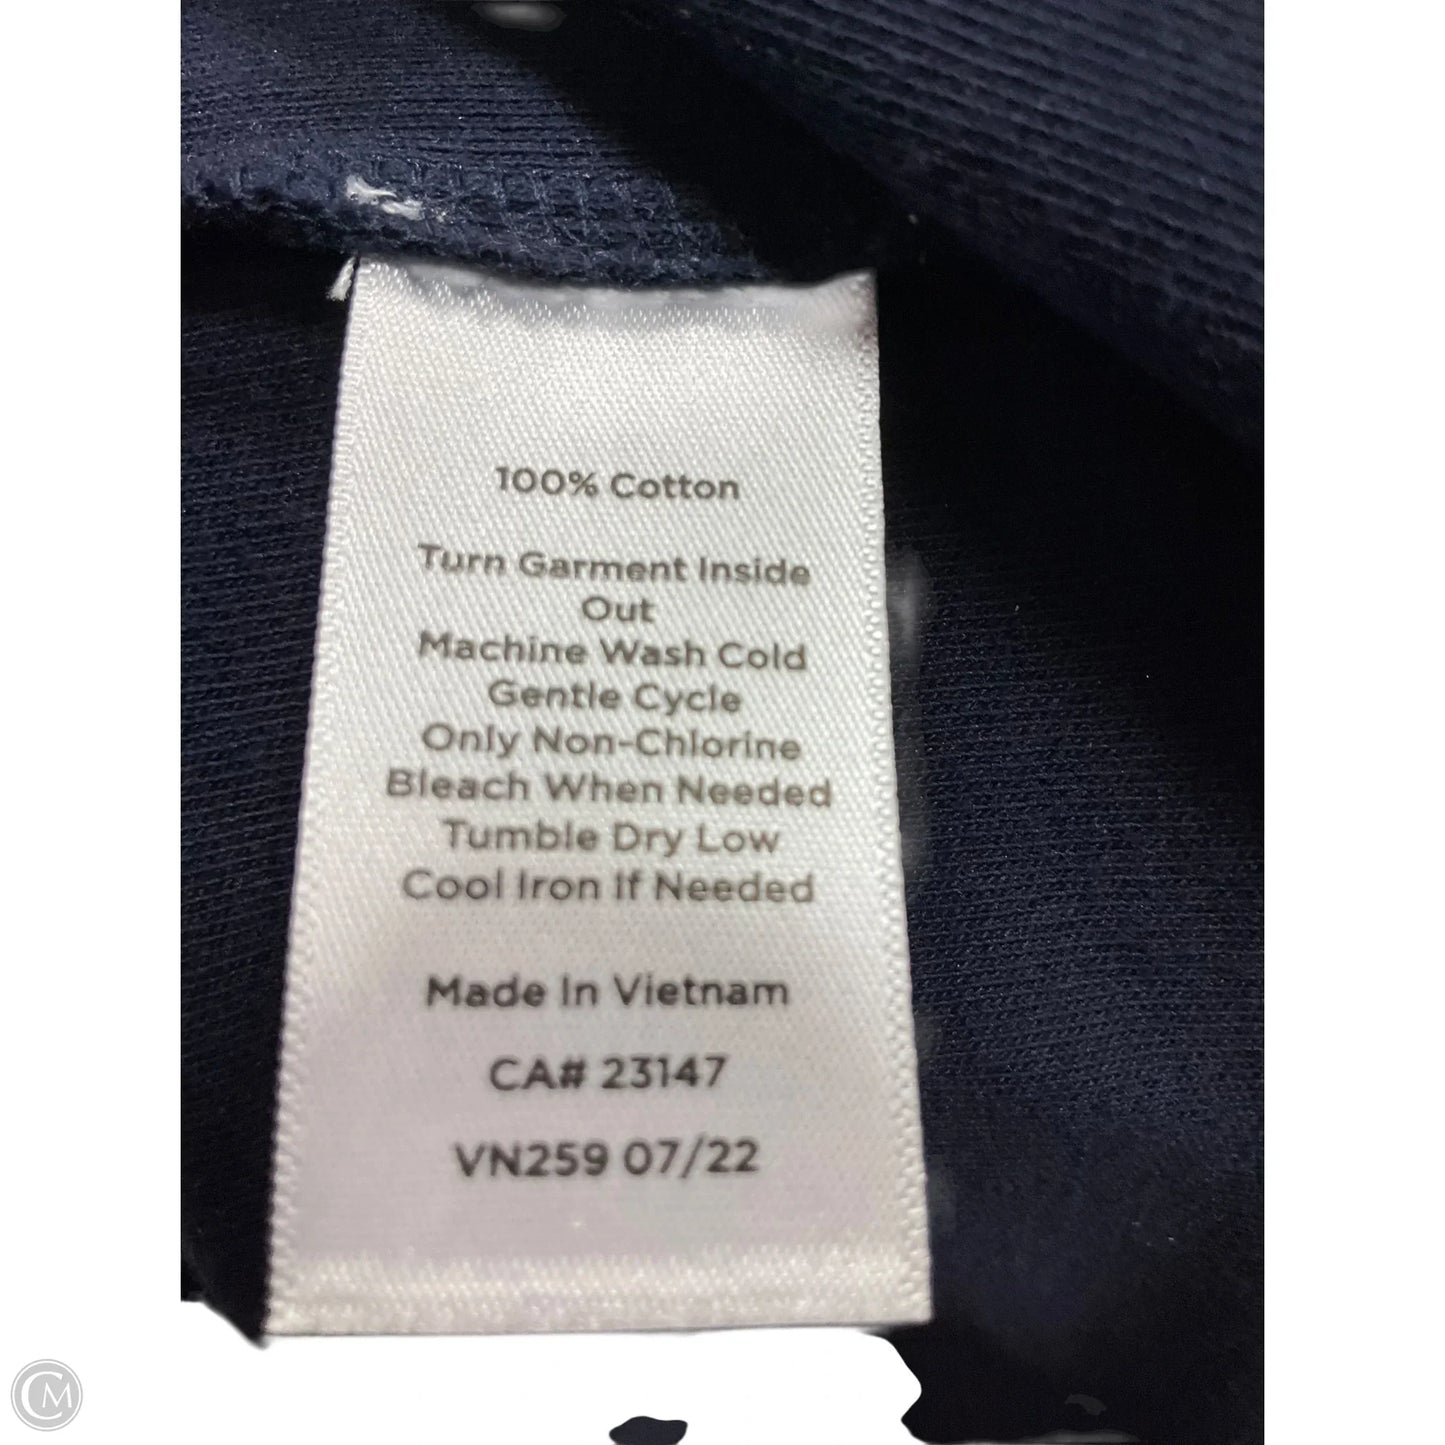 100% Cotton
Turn Garment Inside
Out
Machine Wash Cold
Gentle Cycle
Only Non-Chlorine
Bleach When Needed
Tumble Dry Low
Cool Iron If Needed
Made In Vietnam
CA# 23147
VN259 07/22
CM